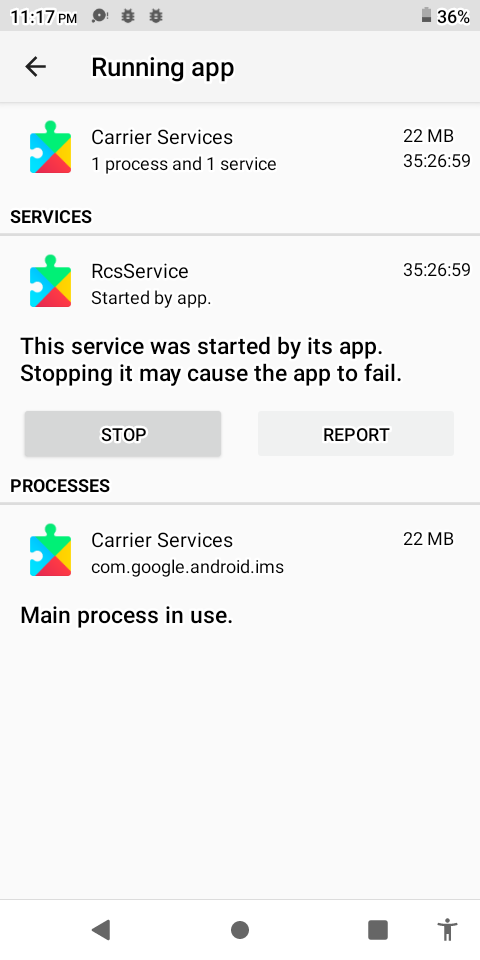 11:17 PM
36%
Running app
Carrier Services
22 MB
1 process and 1 service
35:26:59
SERVICES
RcsService
35:26:59
Started by app.
This service was started by its app.
Stopping it may cause the app to fail.
STOP
REPORT
PROCESSES
Carrier Services
22 MB
com.google.android.ims
Main process in use.